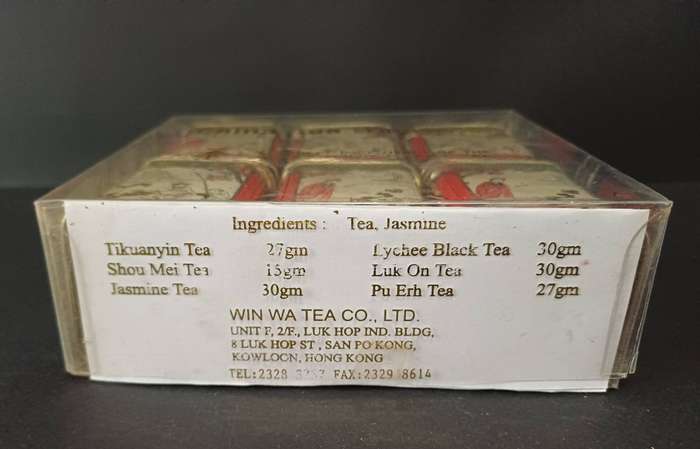 Ingredients : Tea, Jasmine
Tikuanyin Tea 27gm Lychee Black Tea 30gm
Shou Mei Tea 15gm Luk On Tea 30gm
Jasmine Tea 30gm Pu Erh Tea 27gm
WIN WA TEA CO., LTD.
UNIT F, 2/F., LUK HOP IND. BLDG,
8 LUK HOP ST , SAN PO KONG,
KOWLOON, HONG KONG
TEL:2328 FAX:2329 8614